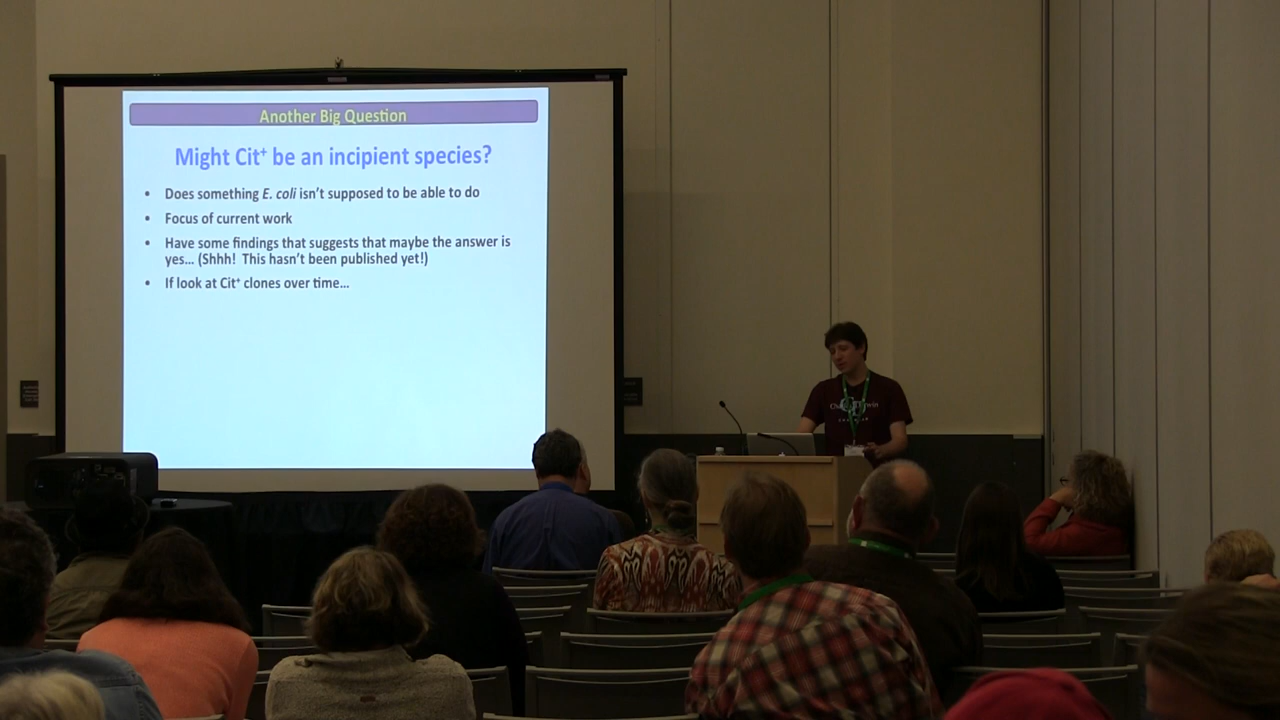 Another Big Question
Might Cit⁺ be an incipient species?
• Does something E. coli isn't supposed to be able to do
• Focus of current work
• Have some findings that suggests that maybe the answer is
yes... (Shhh! This hasn't been published yet!)
• If look at Cit⁺ clones over time...